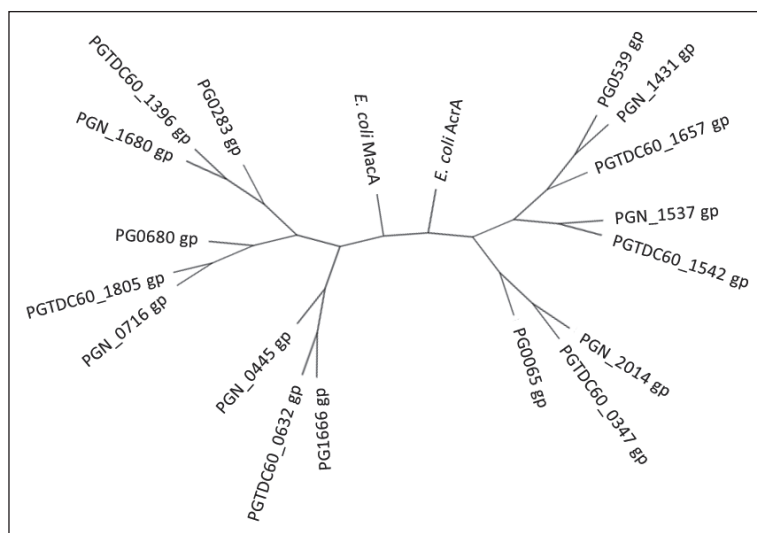 PGTDC60_1396 gp
PGN_1680 gp
PG0283 gp
PG0680 gp
PGTDC60_1805 gp
PGN_0716 gp
PGN_0445 gp
PGTDC60_0632 gp
PG1666 gp
E. coli MacA
E. coli AcrA
PG0539 gp
PGN_1431 gp
PGTDC60_1657 gp
PGN_1537 gp
PGTDC60_1542 gp
PGN_2014 gp
PGTDC60_0347 gp
PG0065 gp